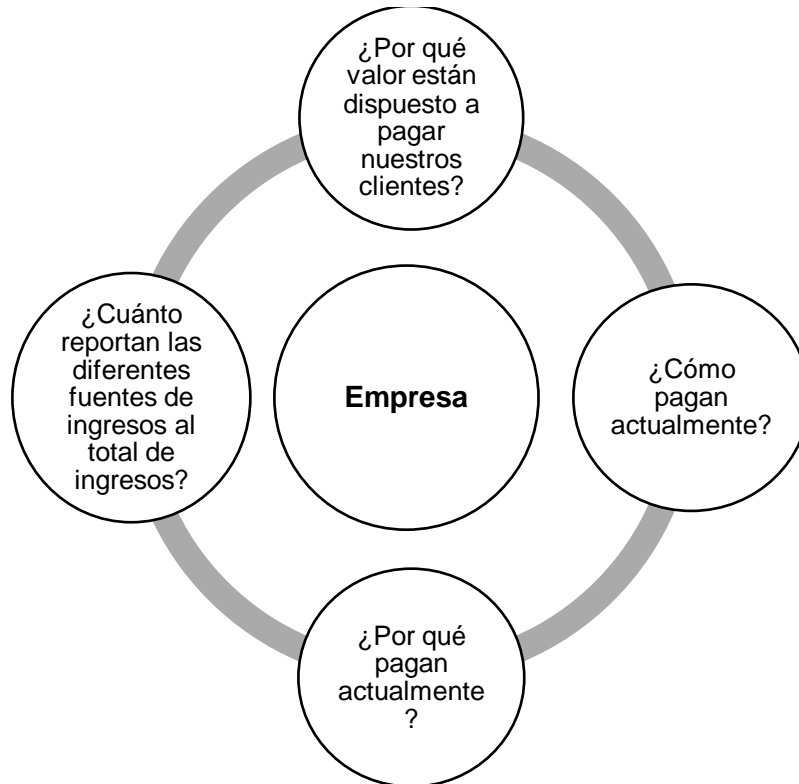 ¿Por qué
valor están
dispuesto a
pagar
nuestros
clientes?
¿Cuánto
reportan las
diferentes
fuentes de
ingresos al
total de
ingresos?
Empresa
¿Cómo
pagan
actualmente?
¿Por qué
pagan
actualmente
?